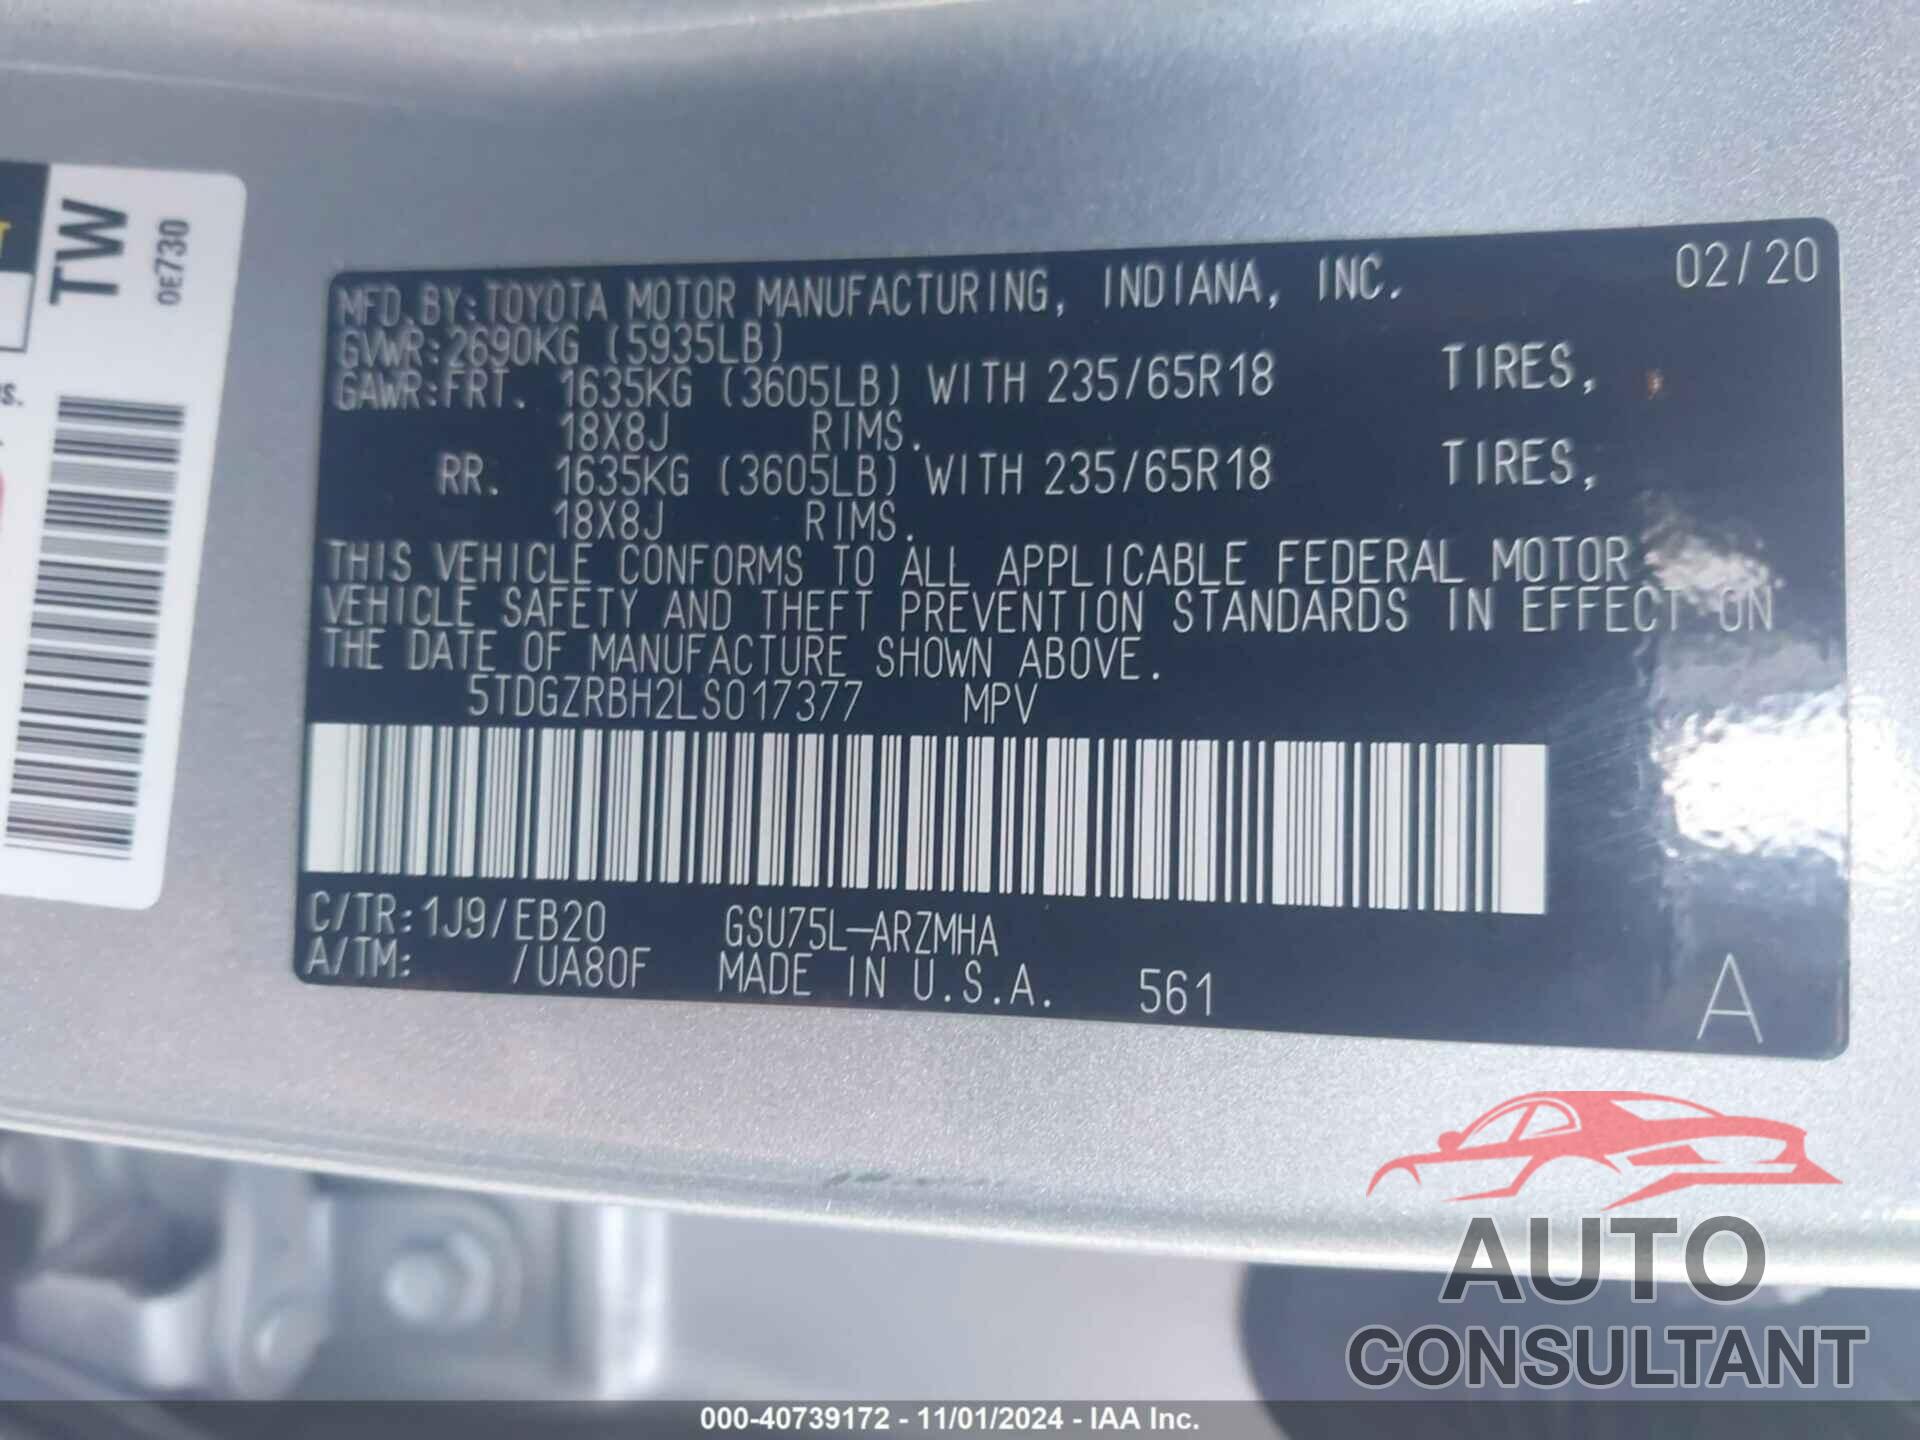 TW
0E730
MFD.BY:TOYOTA MOTOR MANUFACTURING, INDIANA, INC. 02/20
GVWR:2690KG (5935LB)
GAWR:FRT. 1635KG (3605LB) WITH 235/65R18 TIRES,
18X8J RIMS.
RR. 1635KG (3605LB) WITH 235/65R18 TIRES,
18X8J RIMS.
THIS VEHICLE CONFORMS TO ALL APPLICABLE FEDERAL MOTOR
VEHICLE SAFETY AND THEFT PREVENTION STANDARDS IN EFFECT ON
THE DATE OF MANUFACTURE SHOWN ABOVE.
5TDGZRBH2LS017377 MPV
C/TR:1J9/EB20 GSU75L-ARZMHA
A/TM: /UA80F MADE IN U.S.A. 561 A
AUTO
CONSULTANT
000-40739172 - 11/01/2024 - IAA Inc.